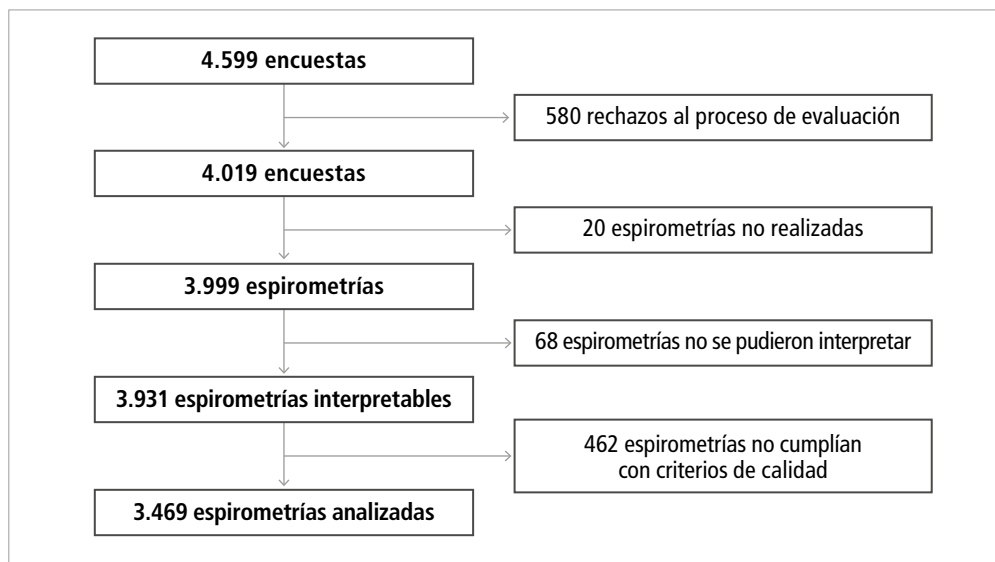 4.599 encuestas
580 rechazos al proceso de evaluación
4.019 encuestas
20 espirometrías no realizadas
3.999 espirometrías
68 espirometrías no se pudieron interpretar
3.931 espirometrías interpretables
462 espirometrías no cumplían
con criterios de calidad
3.469 espirometrías analizadas